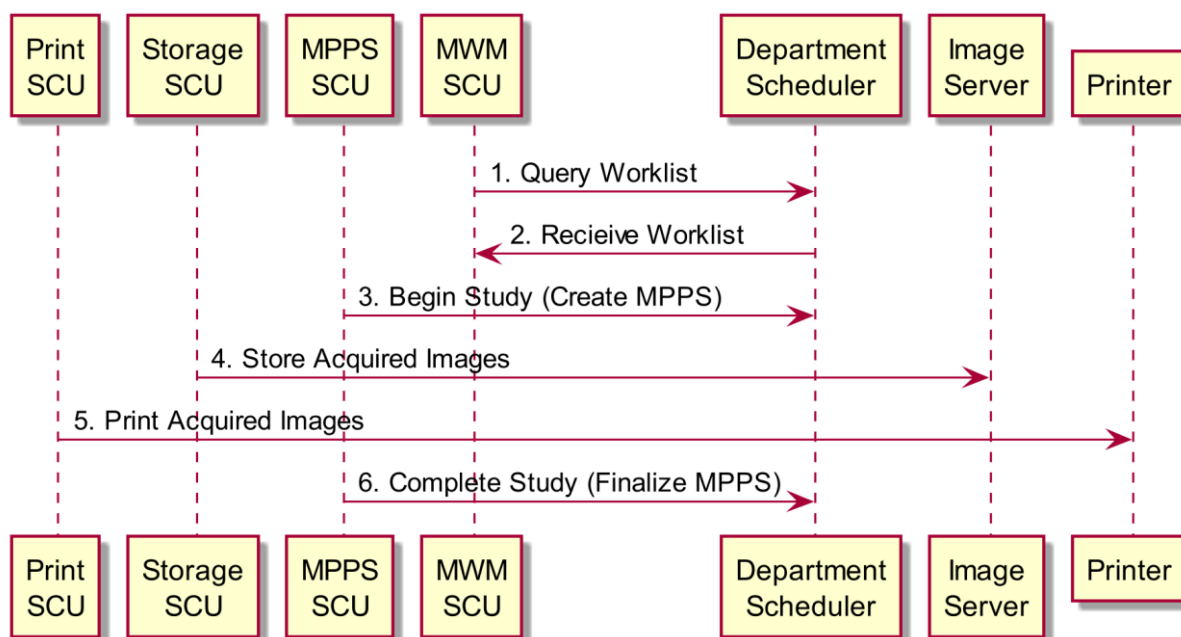 Print
SCU
Storage
SCU
MPPS
SCU
MWM
SCU
Department
Scheduler
Image
Server
Printer
1. Query Worklist
2. Recieive Worklist
3. Begin Study (Create MPPS)
4. Store Acquired Images
5. Print Acquired Images
6. Complete Study (Finalize MPPS)
Print
SCU
Storage
SCU
MPPS
SCU
MWM
SCU
Department
Scheduler
Image
Server
Printer